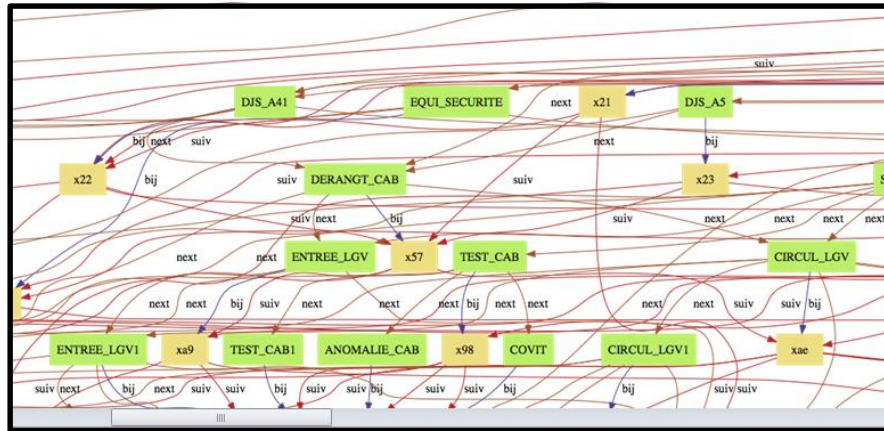 suiv
DJS_A41 EQUI_SECURITE next x21 DJS_A5
bij next suiv next bij
x22 bij suiv DERANGT_CAB suiv x23
suiv next bij suiv next next next next
next ENTREE_LGV x57 next TEST_CAB CIRCUL_LGV
next next bij suiv next next bij next next next suiv suiv bij
ENTREE_LGV1 xa9 TEST_CAB1 ANOMALIE_CAB x98 COVIT CIRCUL_LGV1 xae
suiv next bij suiv bij suiv bij suiv suiv bij suiv suiv